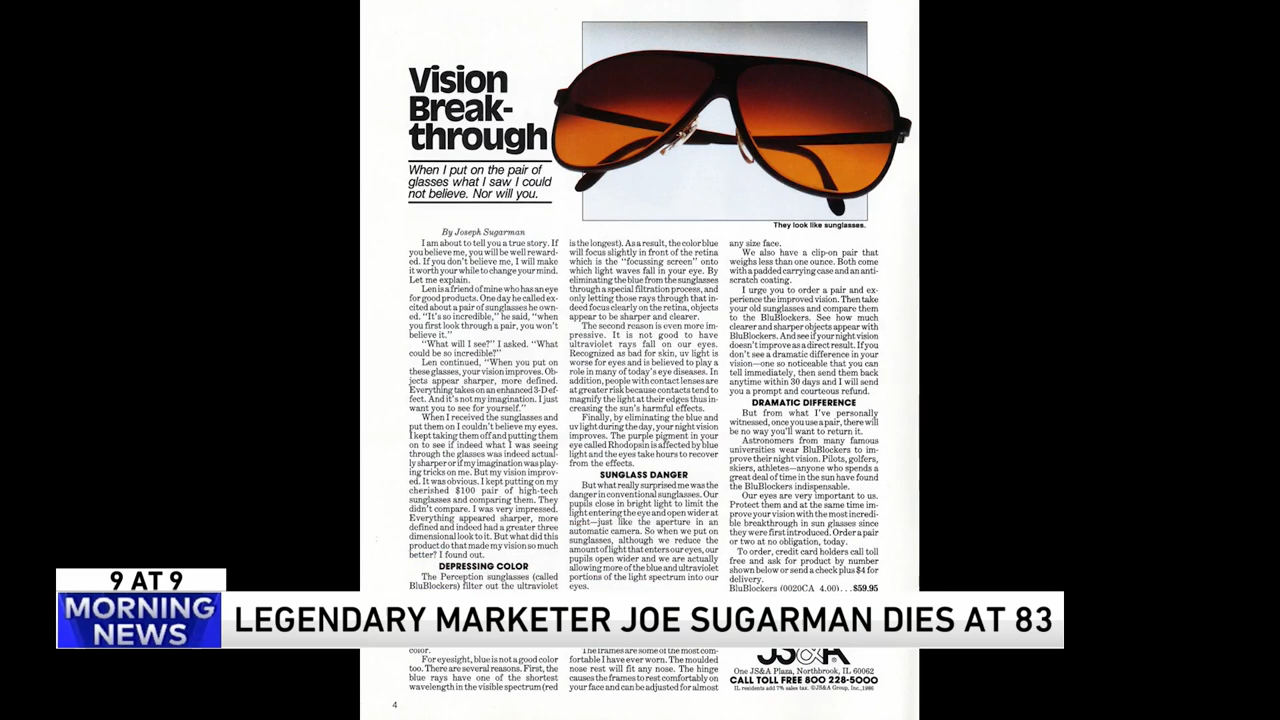 Vision
Break-
through
When I put on the pair of
glasses what I saw I could
not believe. Nor will you.
They look like sunglasses.
By Joseph Sugarman
I am about to tell you a true story. If
you believe me, you will be well reward-
ed. If you don't believe me, I will make
it worth your while to change your mind.
Let me explain.
Len is a friend of mine who has an eye
for good products. One day he called ex-
cited about a pair of sunglasses he own-
ed. "It's so incredible," he said, "when
you first look through a pair, you won't
believe it."
"What will I see?" I asked. "What
could be so incredible?"
Len continued, "When you put on
these glasses, your vision improves. Ob-
jects appear sharper, more defined.
Everything takes on an enhanced 3-D ef-
fect. And it's not my imagination. I just
want you to see for yourself."
When I received the sunglasses and
put them on I couldn't believe my eyes.
I kept taking them off and putting them
on to see if indeed what I was seeing
through the glasses was indeed actual-
ly sharper or if my imagination was play-
ing tricks on me. But my vision improv-
ed. It was obvious. I kept putting on my
cherished $100 pair of high-tech
sunglasses and comparing them. They
didn't compare. I was very impressed.
Everything appeared sharper, more
defined and indeed had a greater three
dimensional look to it. But what did this
product do that made my vision so much
better? I found out.
DEPRESSING COLOR
The Perception sunglasses (called
BluBlockers) filter out the ultraviolet
color.
For eyesight, blue is not a good color
too. There are several reasons. First, the
blue rays have one of the shortest
wavelength in the visible spectrum (red
is the longest). As a result, the color blue
will focus slightly in front of the retina
which is the "focussing screen" onto
which light waves fall in your eye. By
eliminating the blue from the sunglasses
through a special filtration process, and
only letting those rays through that in-
deed focus clearly on the retina, objects
appear to be sharper and clearer.
The second reason is even more im-
pressive. It is not good to have
ultraviolet rays fall on our eyes.
Recognized as bad for skin, uv light is
worse for eyes and is believed to play a
role in many of today's eye diseases. In
addition, people with contact lenses are
at greater risk because contacts tend to
magnify the light at their edges thus in-
creasing the sun's harmful effects.
Finally, by eliminating the blue and
uv light during the day, your night vision
improves. The purple pigment in your
eye called Rhodopsin is affected by blue
light and the eyes take hours to recover
from the effects.
SUNGLASS DANGER
But what really surprised me was the
danger in conventional sunglasses. Our
pupils close in bright light to limit the
light entering the eye and open wider at
night—just like the aperture in an
automatic camera. So when we put on
sunglasses, although we reduce the
amount of light that enters our eyes, our
pupils open wider and we are actually
allowing more of the blue and ultraviolet
portions of the light spectrum into our
eyes.
The frames are some of the most com-
fortable I have ever worn. The moulded
nose rest will fit any nose. The hinge
causes the frames to rest comfortably on
your face and can be adjusted for almost
any size face.
We also have a clip-on pair that
weighs less than one ounce. Both come
with a padded carrying case and an anti-
scratch coating.
I urge you to order a pair and ex-
perience the improved vision. Then take
your old sunglasses and compare them
to the BluBlockers. See how much
clearer and sharper objects appear with
BluBlockers. And see if your night vision
doesn't improve as a direct result. If you
don't see a dramatic difference in your
vision—one so noticeable that you can
tell immediately, then send them back
anytime within 30 days and I will send
you a prompt and courteous refund.
DRAMATIC DIFFERENCE
But from what I've personally
witnessed, once you use a pair, there will
be no way you'll want to return it.
Astronomers from many famous
universities wear BluBlockers to im-
prove their night vision. Pilots, golfers,
skiers, athletes—anyone who spends a
great deal of time in the sun have found
the BluBlockers indispensable.
Our eyes are very important to us.
Protect them and at the same time im-
prove your vision with the most incredi-
ble breakthrough in sun glasses since
they were first introduced. Order a pair
or two at no obligation, today.
To order, credit card holders call toll
free and ask for product by number
shown below or send a check plus $4 for
delivery.
BluBlockers (0020CA 4.00) . . . $59.95
JS&A®
One JS&A Plaza, Northbrook, IL 60062
CALL TOLL FREE 800 228-5000
IL residents add 7% sales tax. ©JS&A Group, Inc., 1986
4
9 AT 9
MORNING
NEWS
LEGENDARY MARKETER JOE SUGARMAN DIES AT 83